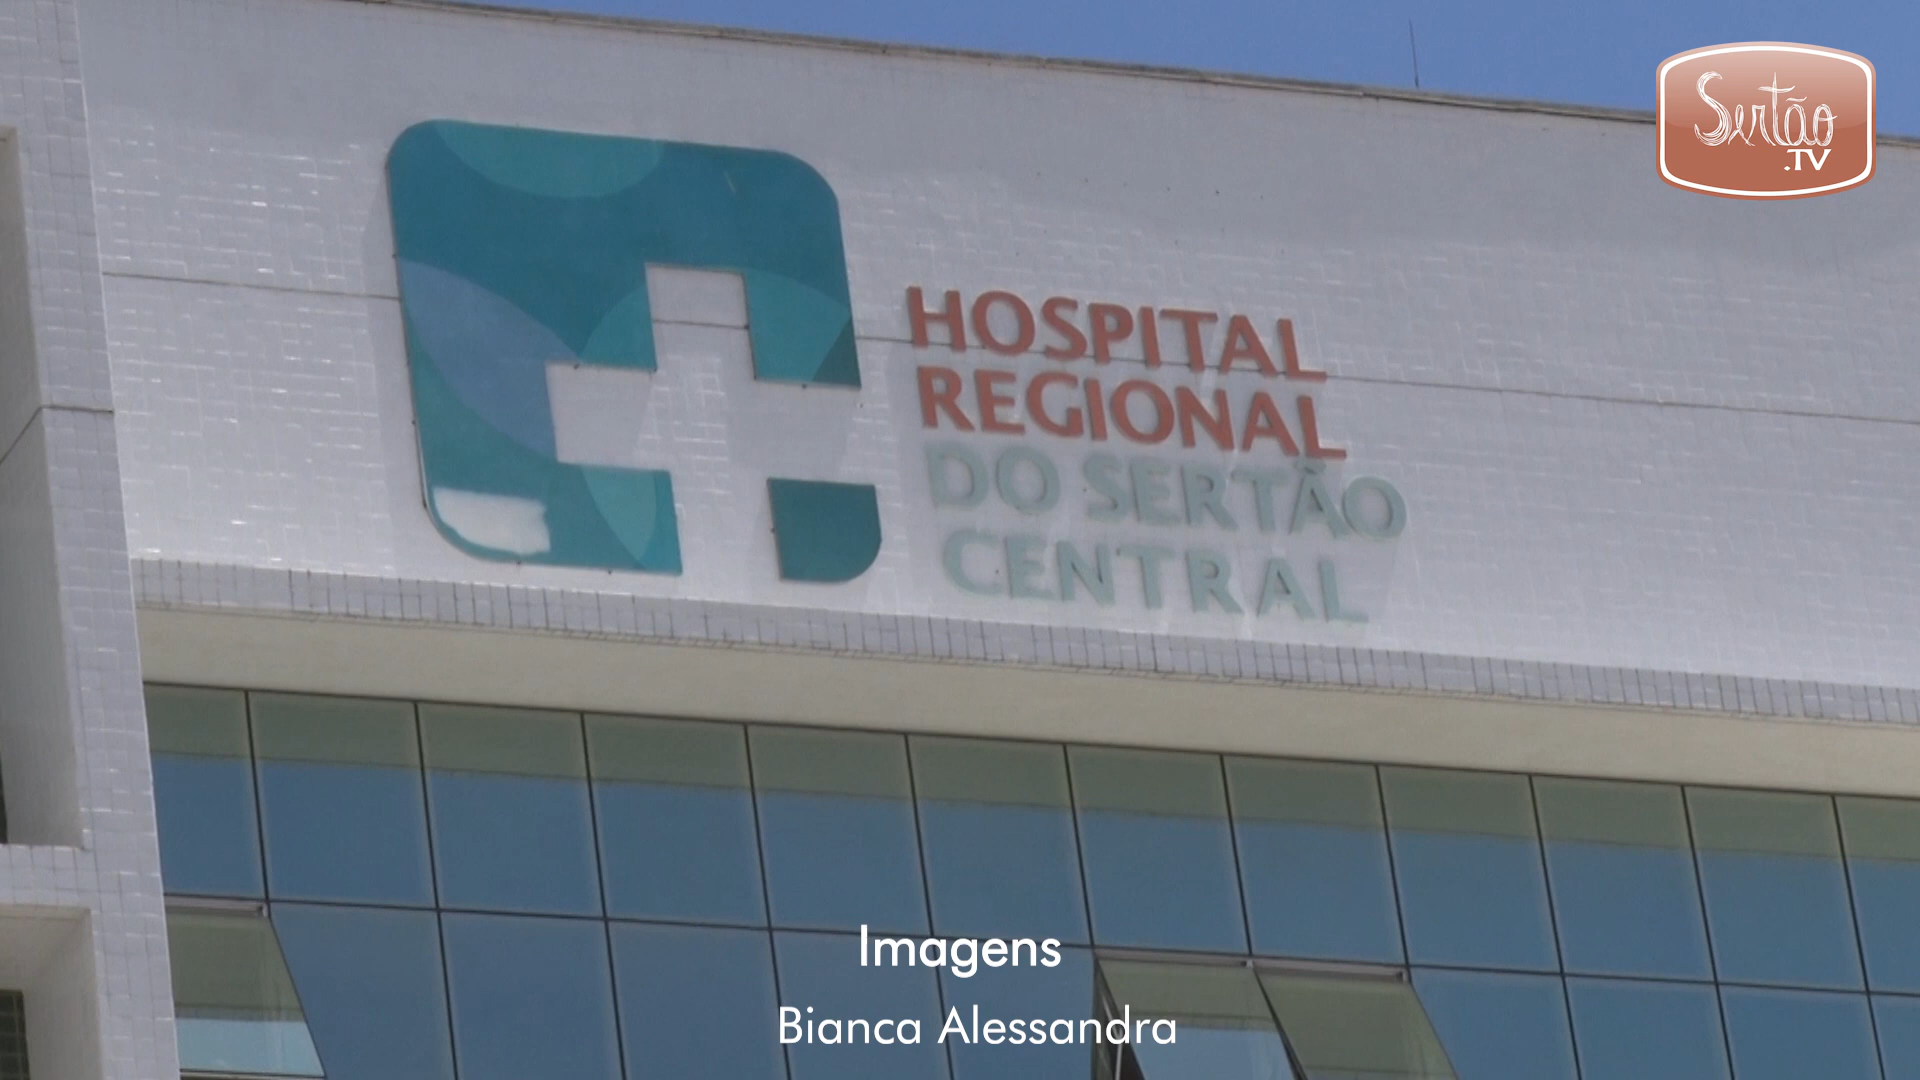 Sertão
.TV
HOSPITAL
REGIONAL
DO SERTÃO
CENTRAL
Imagens
Bianca Alessandra